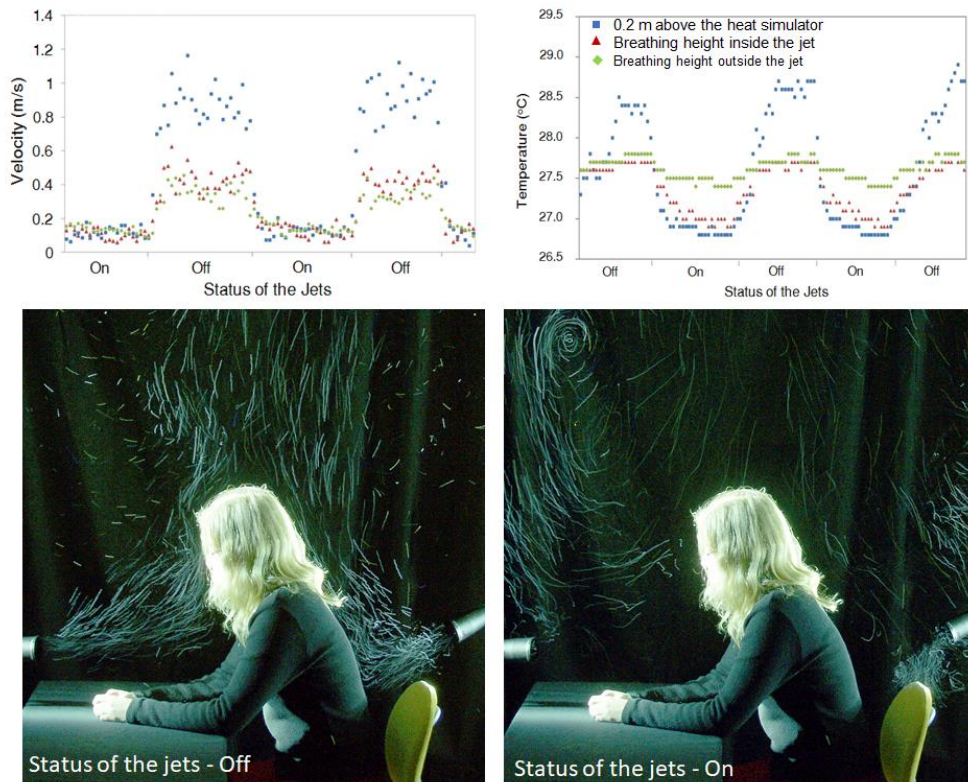 1.4
1.2
1
0.8
0.6
0.4
0.2
0
Velocity (m/s)
On Off On Off
Status of the Jets
29.5
29.0
28.5
28.0
27.5
27.0
26.5
Temperature (°C)
0.2 m above the heat simulator
Breathing height inside the jet
Breathing height outside the jet
Off On Off On Off
Status of the Jets
Status of the jets - Off
Status of the jets - On